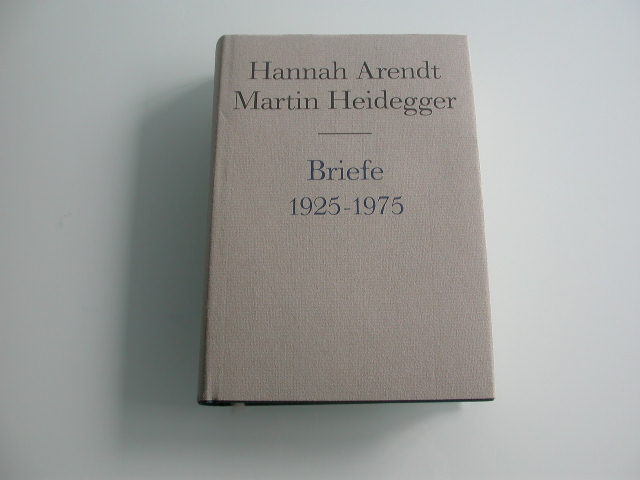 Hannah Arendt
Martin Heidegger
Briefe
1925-1975